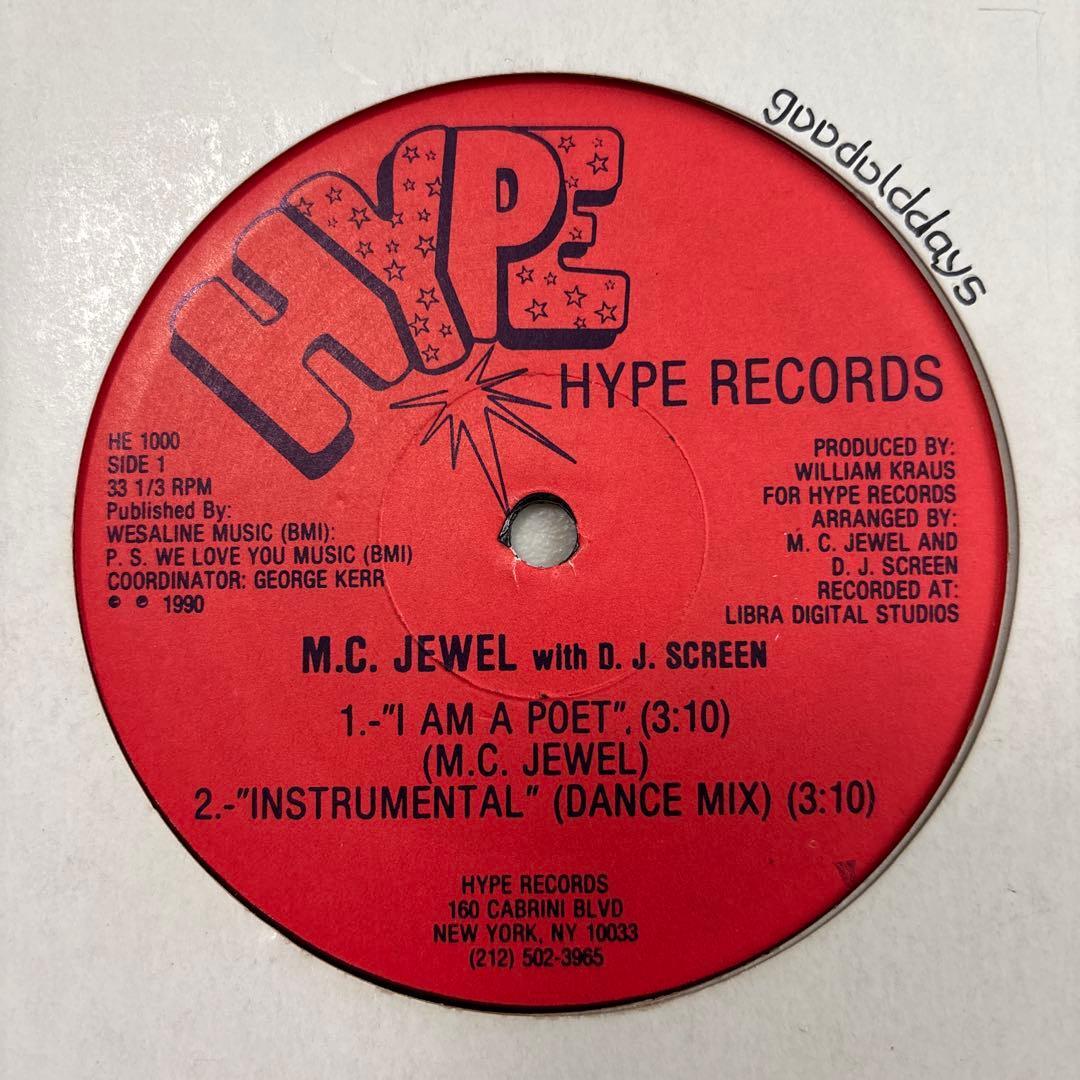 gooodolddays
HYPE
HYPE RECORDS
HE 1000
SIDE 1
33 1/3 RPM
Published By:
WESALINE MUSIC (BMI):
P. S. WE LOVE YOU MUSIC (BMI)
COORDINATOR: GEORGE KERR
© ℗ 1990
PRODUCED BY:
WILLIAM KRAUS
FOR HYPE RECORDS
ARRANGED BY:
M. C. JEWEL AND
D. J. SCREEN
RECORDED AT:
LIBRA DIGITAL STUDIOS
M.C. JEWEL with D. J. SCREEN
1.-"I AM A POET", (3:10)
(M.C. JEWEL)
2.-"INSTRUMENTAL" (DANCE MIX) (3:10)
HYPE RECORDS
160 CABRINI BLVD
NEW YORK, NY 10033
(212) 502-3965